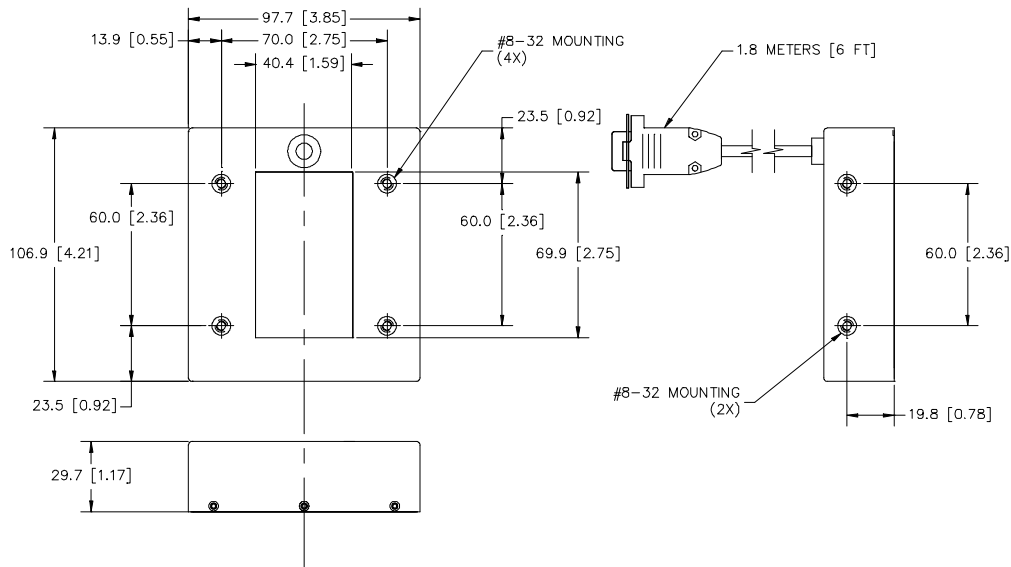 97.7 [3.85]
13.9 [0.55]
70.0 [2.75]
#8-32 MOUNTING
(4X)
1.8 METERS [6 FT]
40.4 [1.59]
23.5 [0.92]
60.0 [2.36]
60.0 [2.36]
106.9 [4.21]
69.9 [2.75]
60.0 [2.36]
23.5 [0.92]
#8-32 MOUNTING
(2X)
19.8 [0.78]
29.7 [1.17]